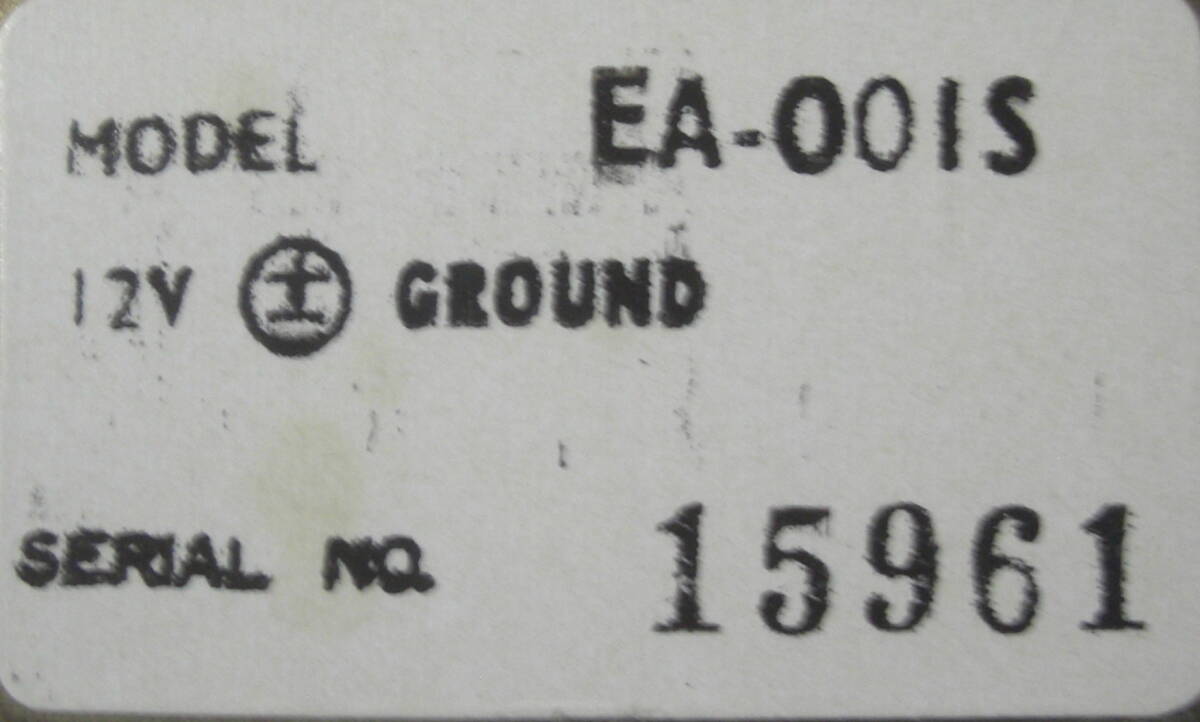 MODEL EA-001S
12V ± GROUND
SERIAL NO. 15961